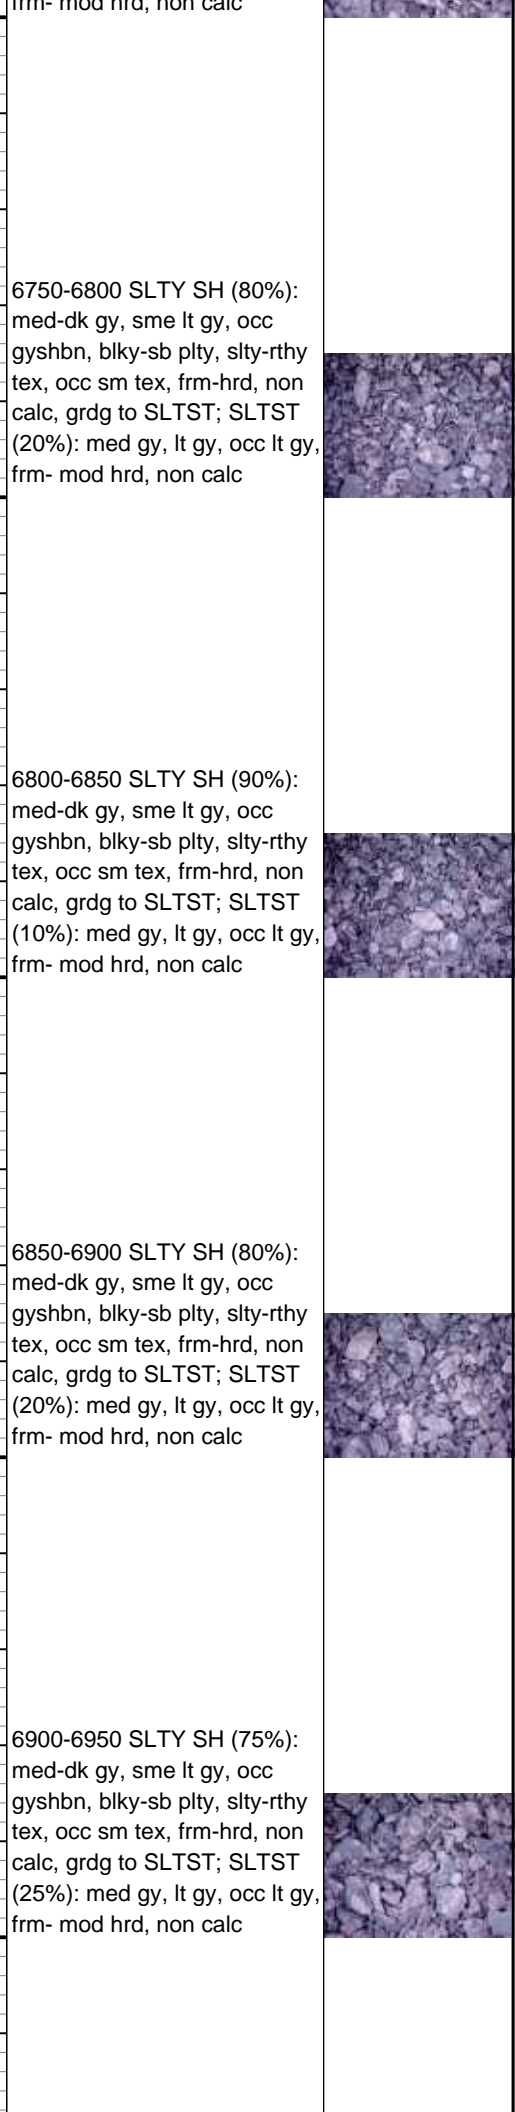 frm- mod hrd, non calc
6750-6800 SLTY SH (80%):
med-dk gy, sme lt gy, occ
gyshbn, blky-sb plty, slty-rthy
tex, occ sm tex, frm-hrd, non
calc, grdg to SLTST; SLTST
(20%): med gy, lt gy, occ lt gy,
frm- mod hrd, non calc
6800-6850 SLTY SH (90%):
med-dk gy, sme lt gy, occ
gyshbn, blky-sb plty, slty-rthy
tex, occ sm tex, frm-hrd, non
calc, grdg to SLTST; SLTST
(10%): med gy, lt gy, occ lt gy,
frm- mod hrd, non calc
6850-6900 SLTY SH (80%):
med-dk gy, sme lt gy, occ
gyshbn, blky-sb plty, slty-rthy
tex, occ sm tex, frm-hrd, non
calc, grdg to SLTST; SLTST
(20%): med gy, lt gy, occ lt gy,
frm- mod hrd, non calc
6900-6950 SLTY SH (75%):
med-dk gy, sme lt gy, occ
gyshbn, blky-sb plty, slty-rthy
tex, occ sm tex, frm-hrd, non
calc, grdg to SLTST; SLTST
(25%): med gy, lt gy, occ lt gy,
frm- mod hrd, non calc